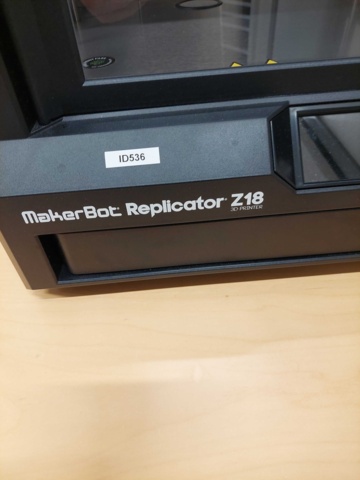 ID536
MakerBot Replicator Z18
3D PRINTER